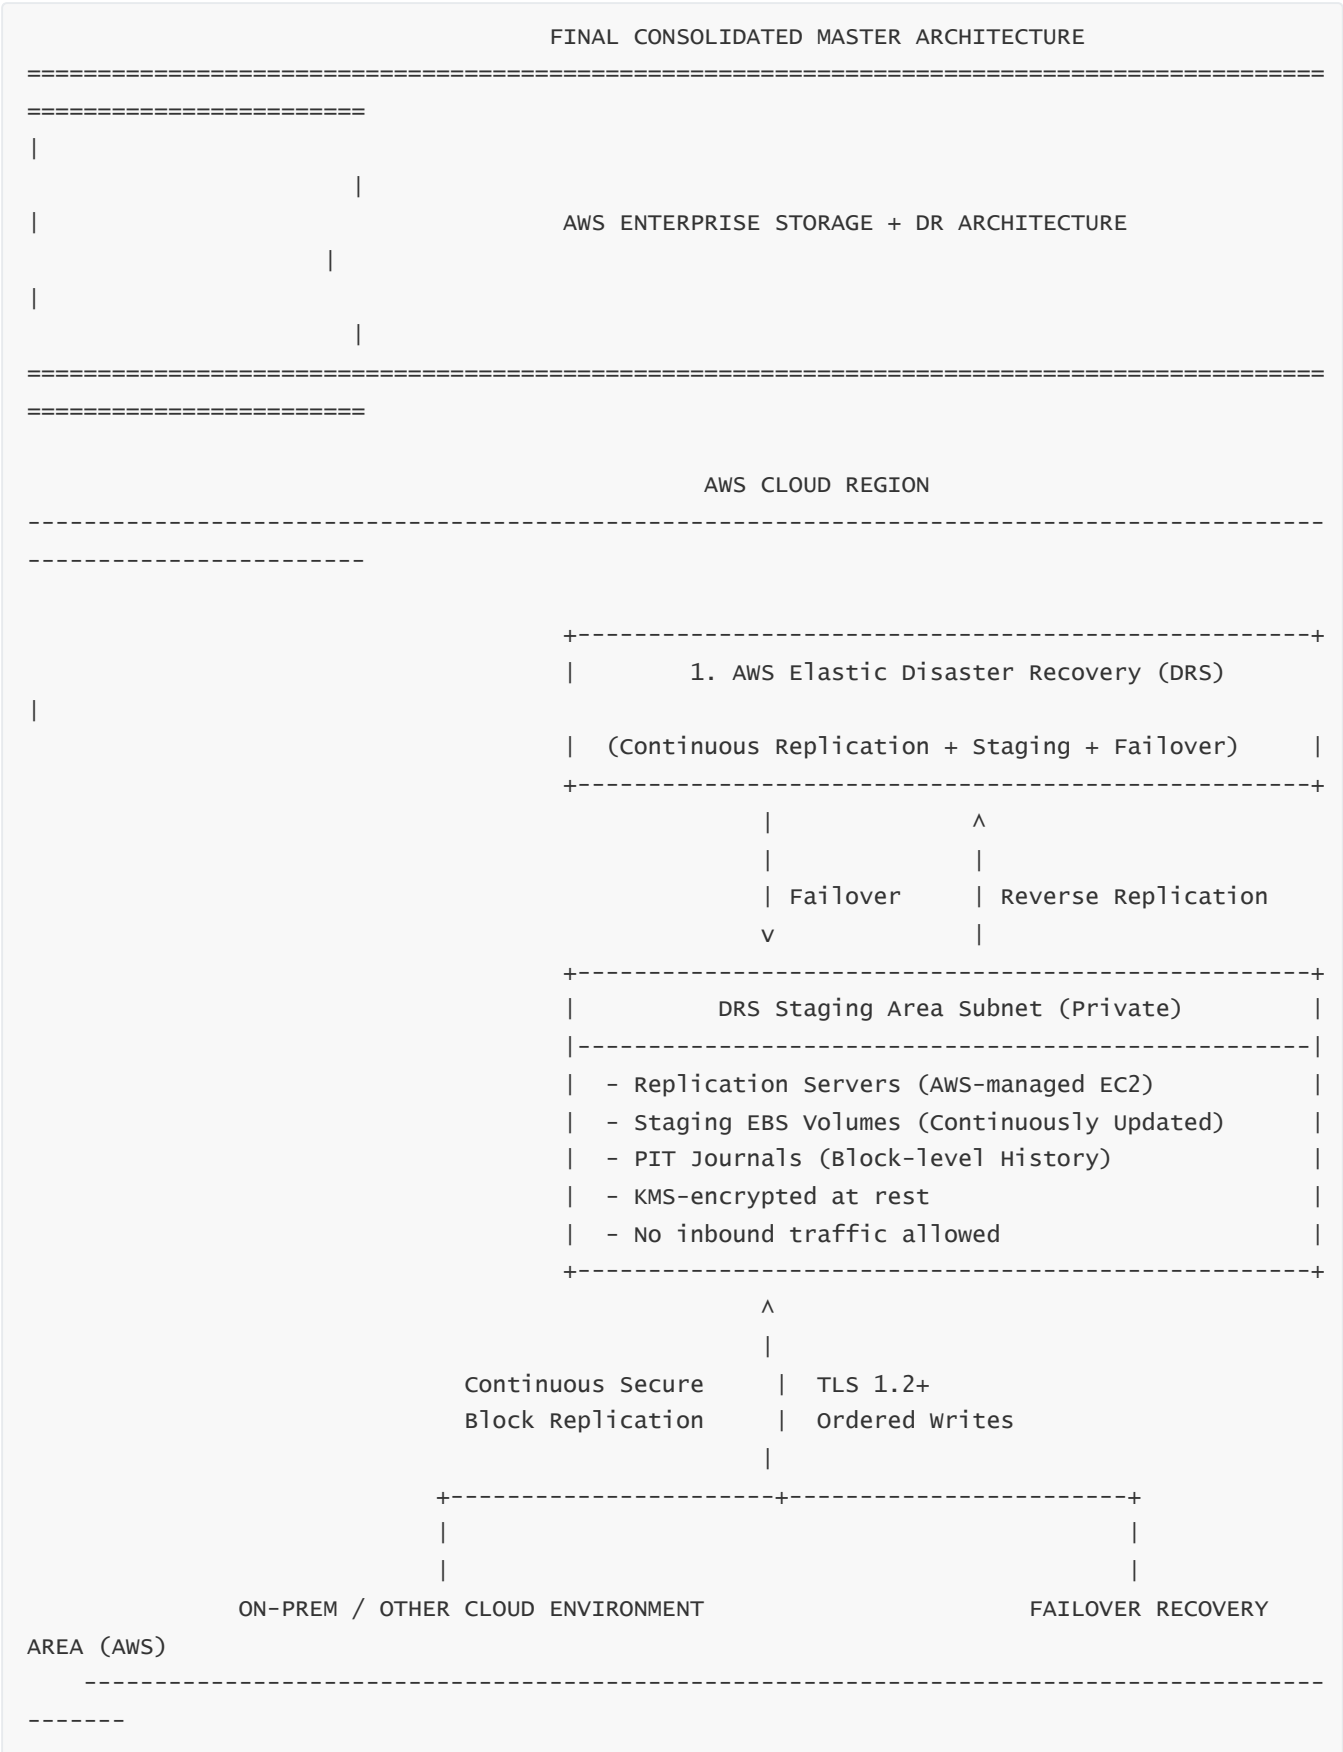 FINAL CONSOLIDATED MASTER ARCHITECTURE
============================================================================================
========================
|
                       |
|                                     AWS ENTERPRISE STORAGE + DR ARCHITECTURE
                     |
|
                       |
============================================================================================
========================

                                                AWS CLOUD REGION
--------------------------------------------------------------------------------------------
------------------------

                                      +----------------------------------------------------+
                                      |        1. AWS Elastic Disaster Recovery (DRS)
|
                                      |  (Continuous Replication + Staging + Failover)     |
                                      +----------------------------------------------------+
                                                    |              ^
                                                    |              |
                                                    | Failover     | Reverse Replication
                                                    v              |
                                      +----------------------------------------------------+
                                      |          DRS Staging Area Subnet (Private)         |
                                      |----------------------------------------------------|
                                      |  - Replication Servers (AWS-managed EC2)           |
                                      |  - Staging EBS Volumes (Continuously Updated)      |
                                      |  - PIT Journals (Block-level History)              |
                                      |  - KMS-encrypted at rest                           |
                                      |  - No inbound traffic allowed                      |
                                      +----------------------------------------------------+
                                                    ^
                                                    |
                               Continuous Secure     |  TLS 1.2+
                               Block Replication     |  Ordered Writes
                                                    |
                             +-----------------------+------------------------+
                             |                                                |
                             |                                                |
               ON-PREM / OTHER CLOUD ENVIRONMENT                       FAILOVER RECOVERY
AREA (AWS)
    ----------------------------------------------------------------------------------------
-------